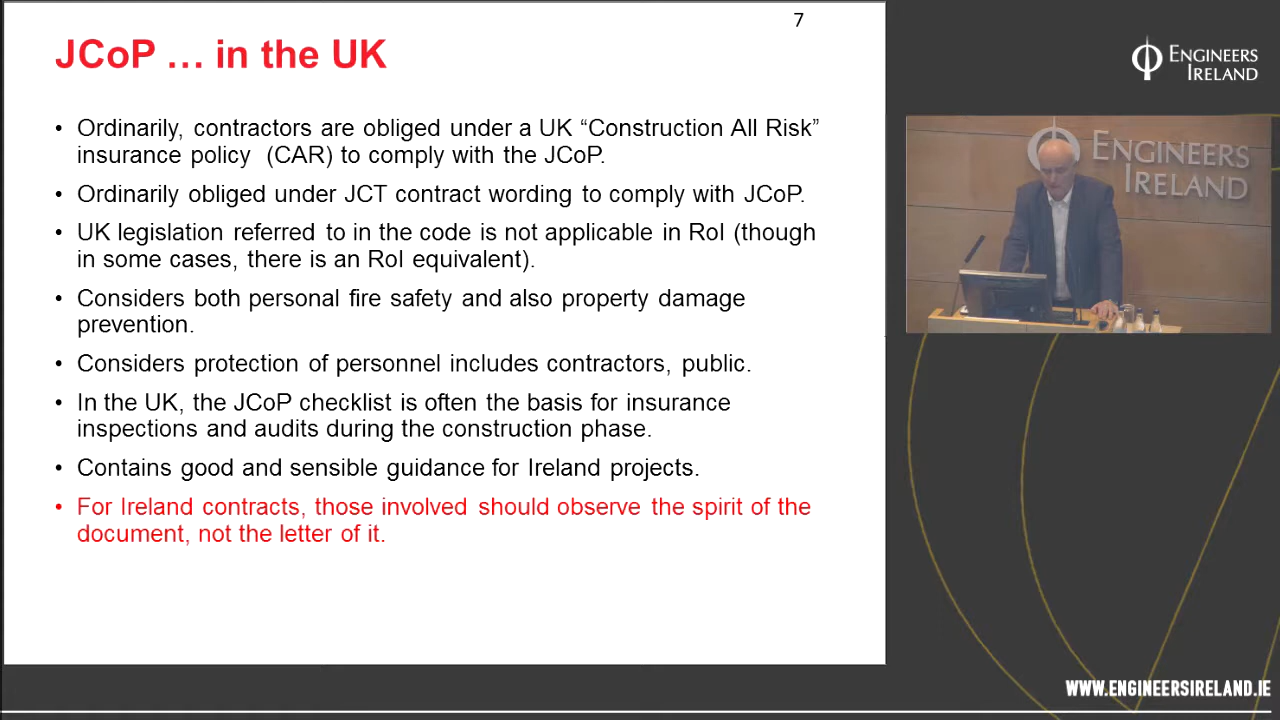 7
JCoP … in the UK
• Ordinarily, contractors are obliged under a UK “Construction All Risk”
insurance policy (CAR) to comply with the JCoP.
• Ordinarily obliged under JCT contract wording to comply with JCoP.
• UK legislation referred to in the code is not applicable in RoI (though
in some cases, there is an RoI equivalent).
• Considers both personal fire safety and also property damage
prevention.
• Considers protection of personnel includes contractors, public.
• In the UK, the JCoP checklist is often the basis for insurance
inspections and audits during the construction phase.
• Contains good and sensible guidance for Ireland projects.
• For Ireland contracts, those involved should observe the spirit of the
document, not the letter of it.
ENGINEERS
IRELAND
ENGINEERS
IRELAND
WWW.ENGINEERSIRELAND.IE